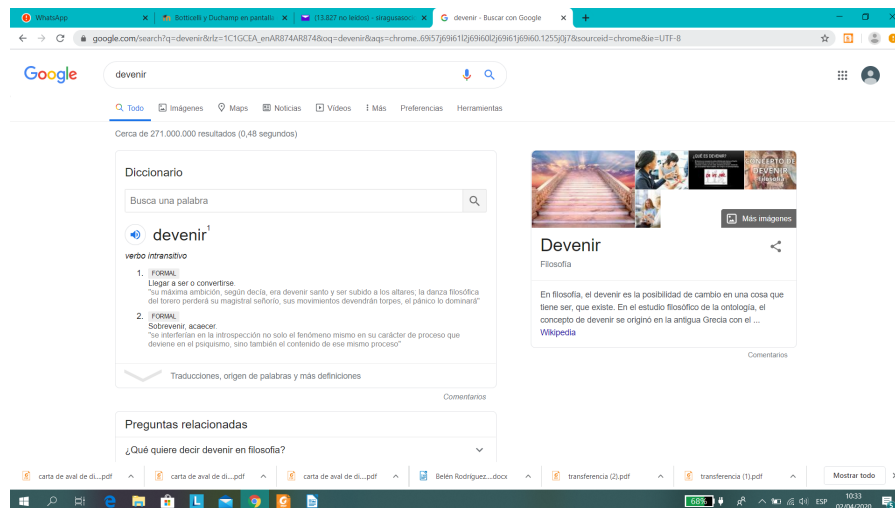 WhatsApp
Botticelli y Duchamp en pantalla
(13.827 no leídos) - siragusasocio
devenir - Buscar con Google
google.com/search?q=devenir&rlz=1C1GCEA_enAR874AR874&oq=devenir&aqs=chrome..69i57j69i61l2j69i60l2j69i61j69i60.1255j0j7&sourceid=chrome&ie=UTF-8
Google
devenir
Todo Imágenes Maps Noticias Vídeos Más Preferencias Herramientas
Cerca de 271.000.000 resultados (0,48 segundos)
Diccionario
Busca una palabra
devenir1
verbo intransitivo
1. FORMAL
Llegar a ser o convertirse.
"su máxima ambición, según decía, era devenir santo y ser subido a los altares; la danza filosófica
del torero perderá su magistral señorío, sus movimientos devendrán torpes, el pánico lo dominará"
2. FORMAL
Sobrevenir, acaecer.
"se interferían en la introspección no solo el fenómeno mismo en su carácter de proceso que
deviene en el psiquismo, sino también el contenido de ese mismo proceso"
Traducciones, origen de palabras y más definiciones
Comentarios
Preguntas relacionadas
¿Qué quiere decir devenir en filosofia?
¿QUÉ ES DEVENIR?
CONCEPTO DE
DEVENIR
Filosofía
Más imágenes
Devenir
Filosofía
En filosofía, el devenir es la posibilidad de cambio en una cosa que
tiene ser, que existe. En el estudio filosófico de la ontología, el
concepto de devenir se originó en la antigua Grecia con el ...
Wikipedia
Comentarios
carta de aval de di....pdf
carta de aval de di....pdf
carta de aval de di....pdf
Belén Rodríguez....docx
transferencia (2).pdf
transferencia (1).pdf
Mostrar todo
68%
ESP
10:33
02/04/2020